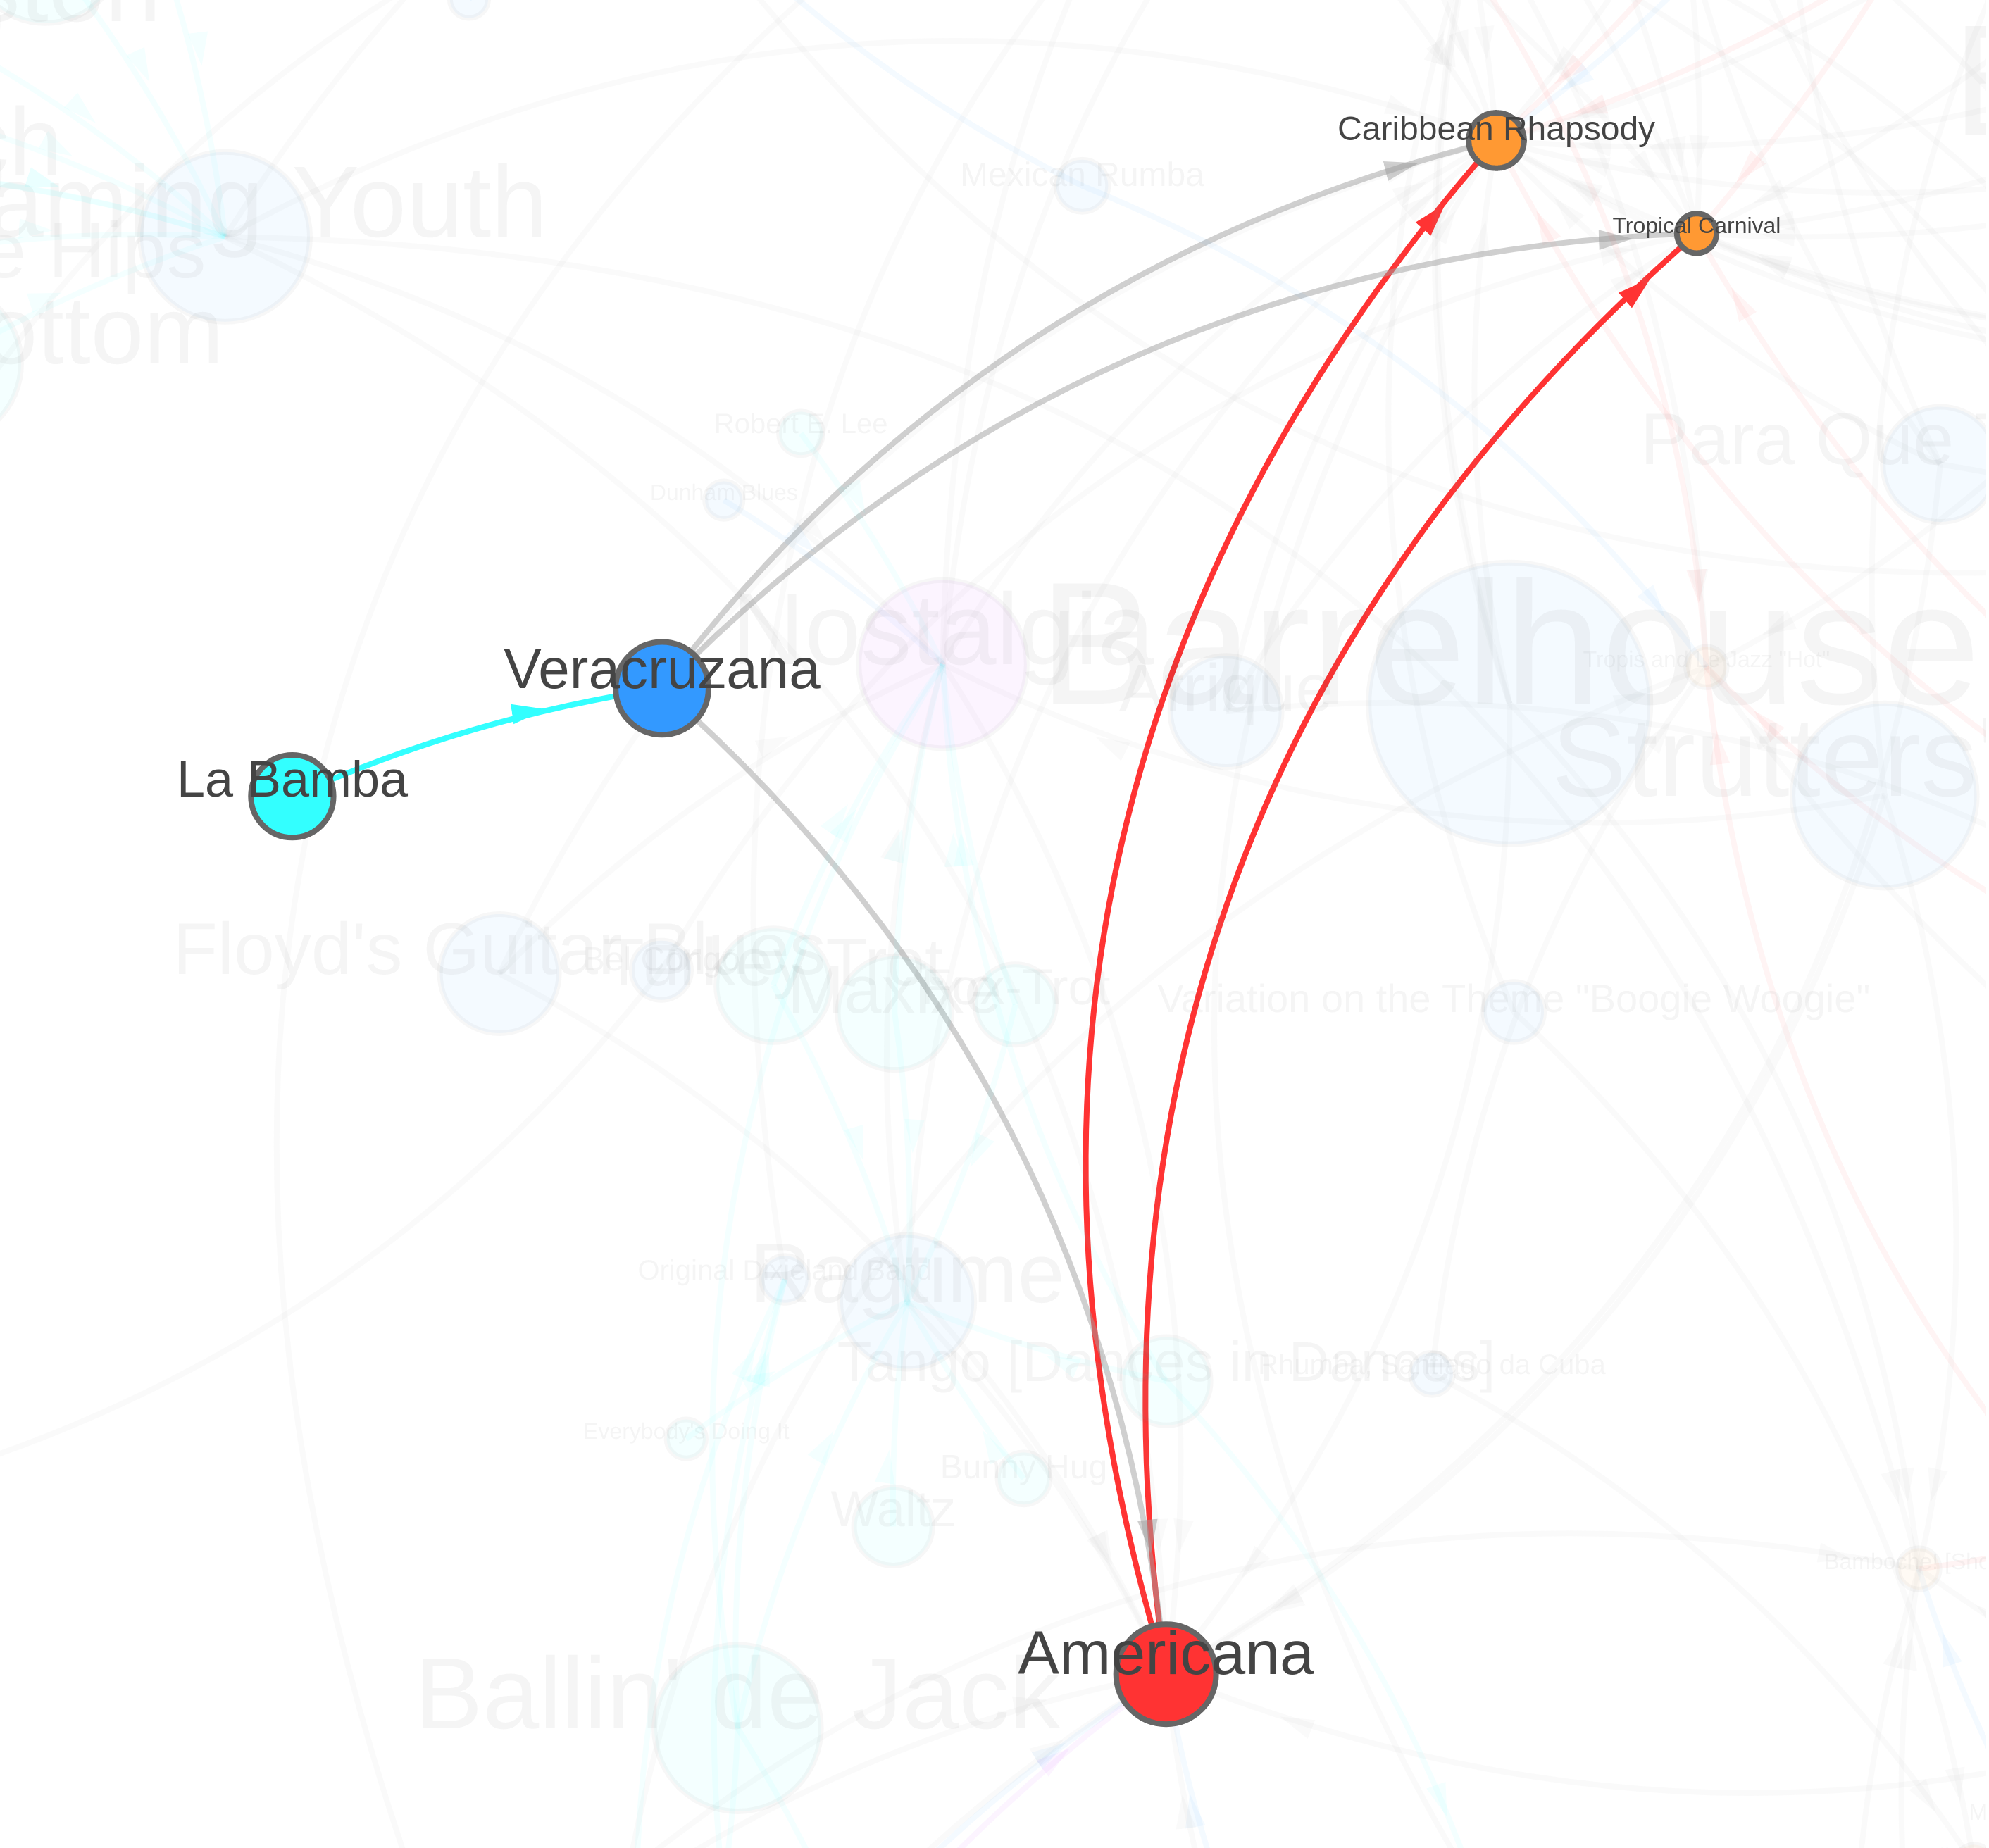 Caribbean Rhapsody
Mexican Rumba
aming Youth
Tropical Carnival
e Hips
ottom
Robert E. Lee
Para Que
Dunham Blues
Nostalgia
Barrelhouse
Veracruzana
Afrique
Tropis and Le Jazz "Hot"
Strutters
La Bamba
Floyd's Guitar Blues
Turkey Trot
Maxixe
Fox-Trot
Variation on the Theme "Boogie Woogie"
Original Dixieland Band
Ragtime
Tango [Dances in Dances]
Rhumba, Santiago da Cuba
Everybody's Doing It
Bunny Hug
Waltz
Bamboche! [Sho
Americana
Ballin' de Jack